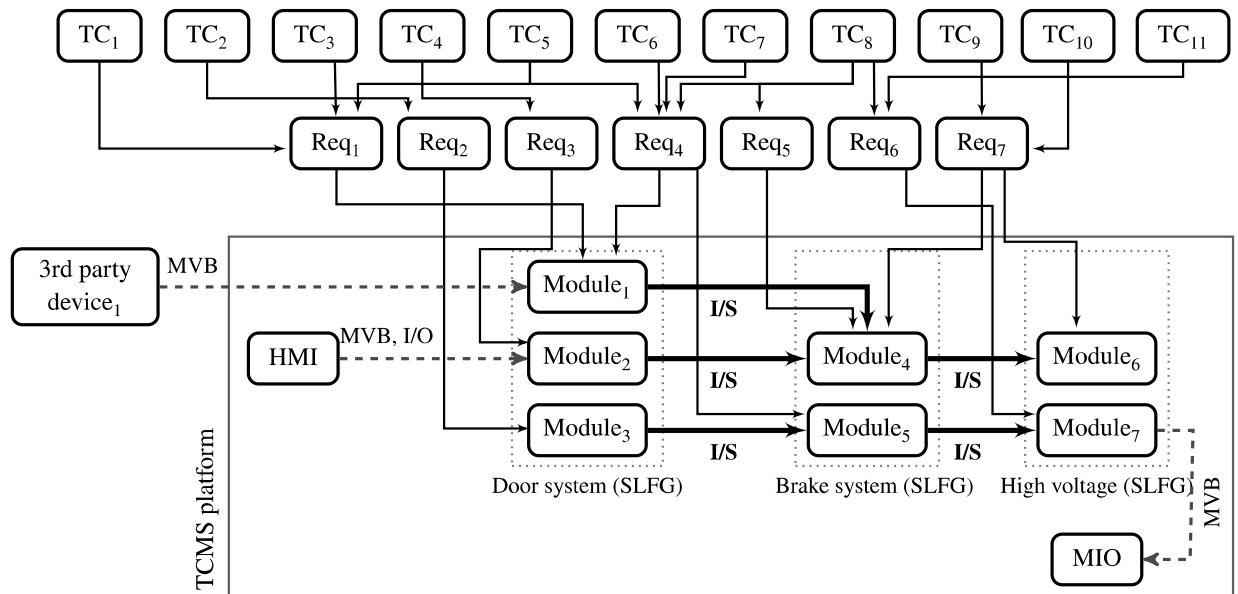 TC₁ TC₂ TC₃ TC₄ TC₅ TC₆ TC₇ TC₈ TC₉ TC₁₀ TC₁₁
Req₁ Req₂ Req₃ Req₄ Req₅ Req₆ Req₇
3rd party
device₁
MVB
Module₁
I/S
HMI
MVB, I/O
Module₂
I/S
Module₄
I/S
Module₆
Module₃
I/S
Module₅
I/S
Module₇
Door system (SLFG)
Brake system (SLFG)
High voltage (SLFG)
MVB
MIO
TCMS platform